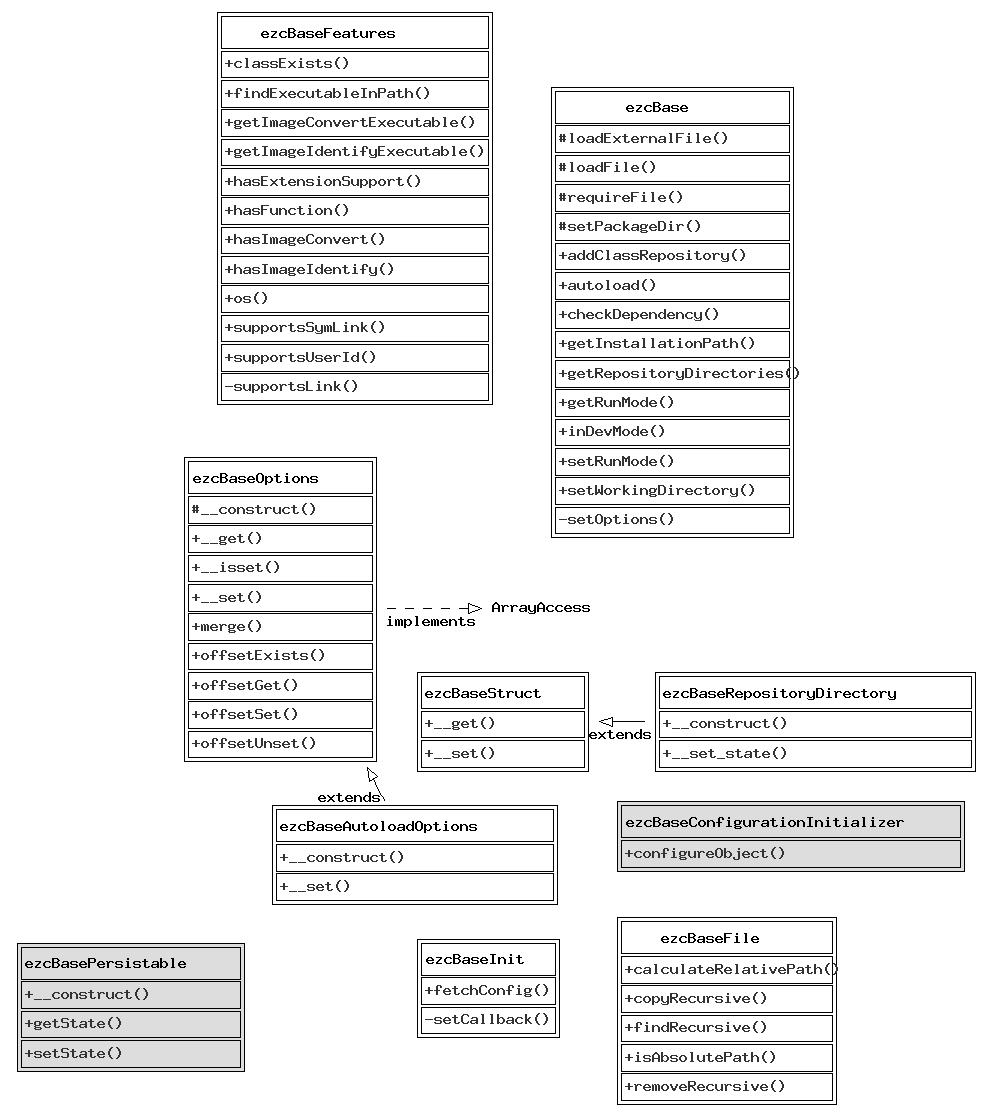 ezcBaseFeatures
+classExists()
+findExecutableInPath()
+getImageConvertExecutable()
+getImageIdentifyExecutable()
+hasExtensionSupport()
+hasFunction()
+hasImageConvert()
+hasImageIdentify()
+os()
+supportsSymLink()
+supportsUserId()
-supportsLink()
ezcBase
#loadExternalFile()
#loadFile()
#requireFile()
#setPackageDir()
+addClassRepository()
+autoload()
+checkDependency()
+getInstallationPath()
+getRepositoryDirectories()
+getRunMode()
+inDevMode()
+setRunMode()
+setWorkingDirectory()
-setOptions()
ezcBaseOptions
#__construct()
+__get()
+__isset()
+__set()
+merge()
+offsetExists()
+offsetGet()
+offsetSet()
+offsetUnset()
ArrayAccess
implements
ezcBaseStruct
+__get()
+__set()
extends
ezcBaseRepositoryDirectory
+__construct()
+__set_state()
extends
ezcBaseAutoloadOptions
+__construct()
+__set()
ezcBaseConfigurationInitializer
+configureObject()
ezcBasePersistable
+__construct()
+getState()
+setState()
ezcBaseInit
+fetchConfig()
-setCallback()
ezcBaseFile
+calculateRelativePath()
+copyRecursive()
+findRecursive()
+isAbsolutePath()
+removeRecursive()